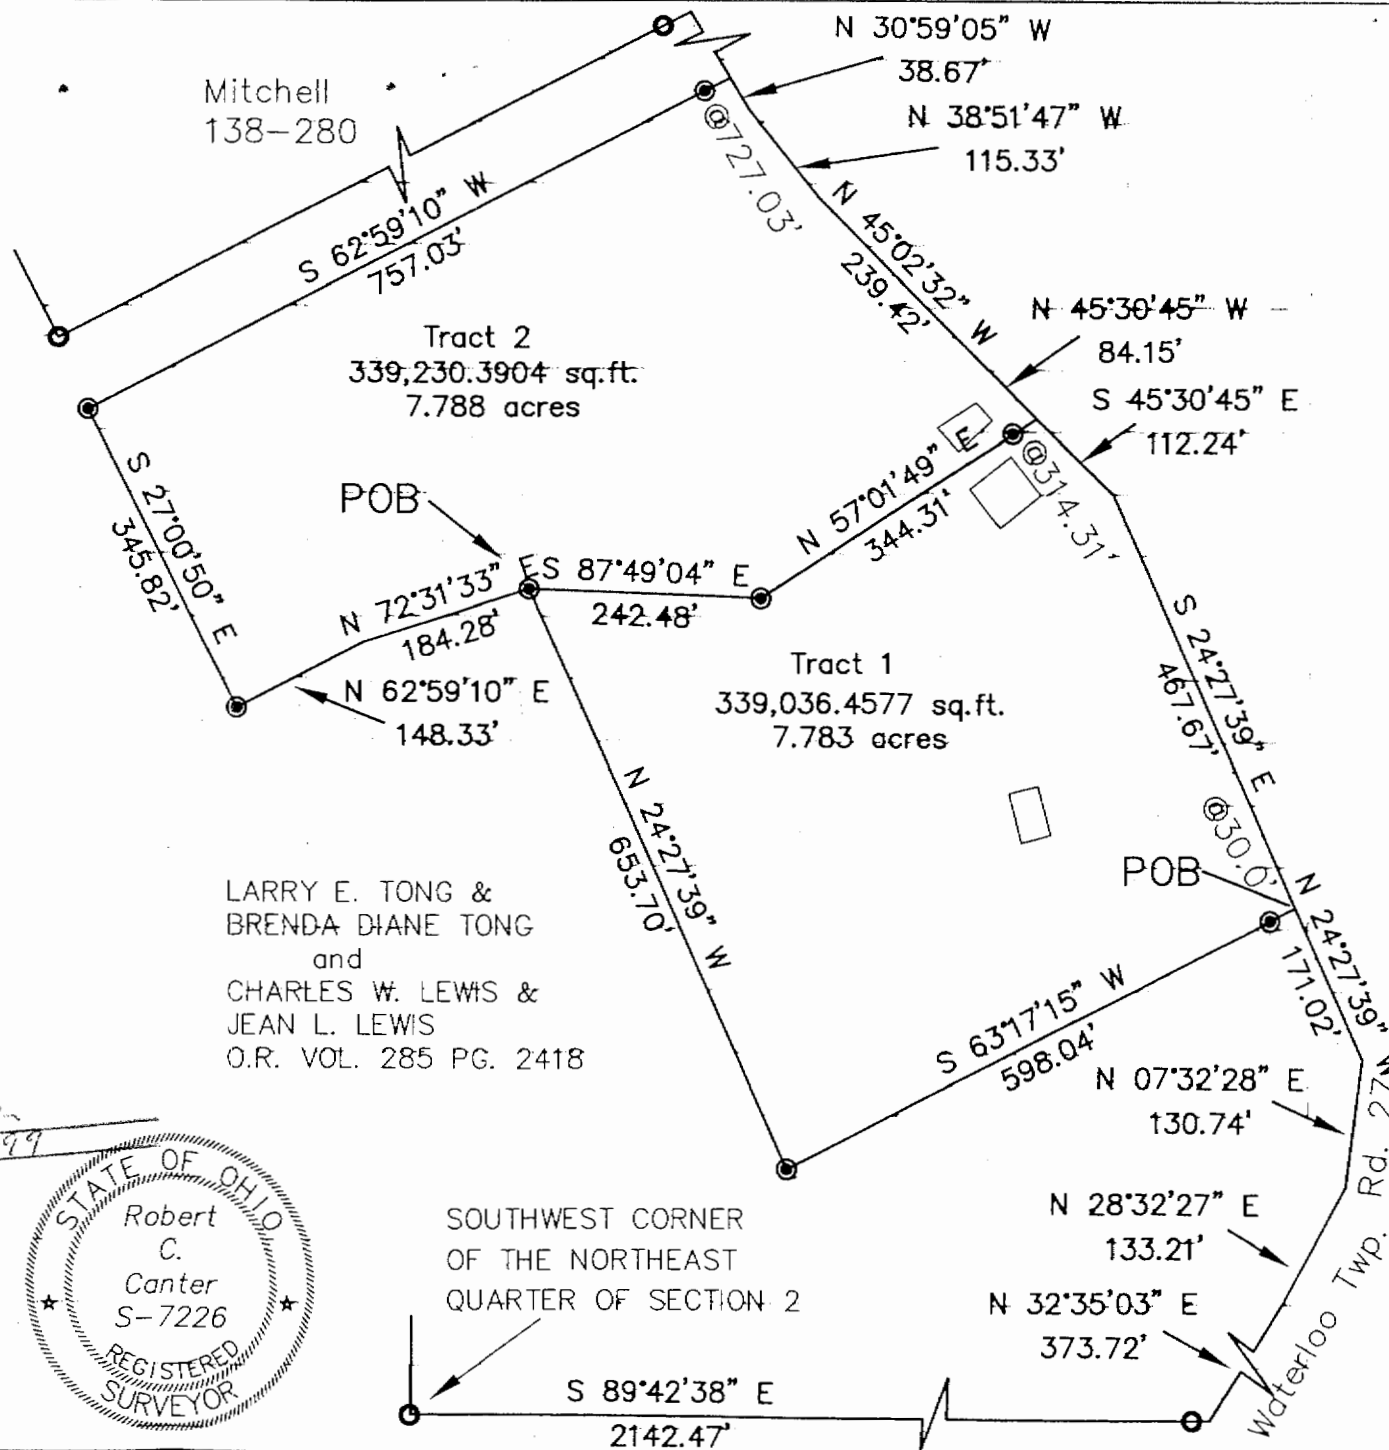 Mitchell
138-280
N 30°59'05" W
38.67'
N 38°51'47" W
115.33'
@727.03'
N 45°02'32" W
239.42'
S 62°59'10" W
757.03'
N 45°30'45" W
84.15'
S 45°30'45" E
112.24'
Tract 2
339,230.3904 sq.ft.
7.788 acres
S 27°00'50" E
345.82'
POB
N 57°01'49" E
344.31'
@314.31'
N 72°31'33" E
184.28'
S 87°49'04" E
242.48'
N 62°59'10" E
148.33'
Tract 1
339,036.4577 sq.ft.
7.783 acres
S 24°27'39" E
467.67'
N 24°27'39" W
653.70'
@30.0'
POB
N 24°27'39" W
171.02'
S 63°17'15" W
598.04'
LARRY E. TONG &
BRENDA DIANE TONG
and
CHARLES W. LEWIS &
JEAN L. LEWIS
O.R. VOL. 285 PG. 2418
N 07°32'28" E
130.74'
N 28°32'27" E
133.21'
N 32°35'03" E
373.72'
Waterloo Twp. Rd. 27
STATE OF OHIO
Robert
C.
Canter
S-7226
REGISTERED
SURVEYOR
SOUTHWEST CORNER
OF THE NORTHEAST
QUARTER OF SECTION 2
S 89°42'38" E
2142.47'